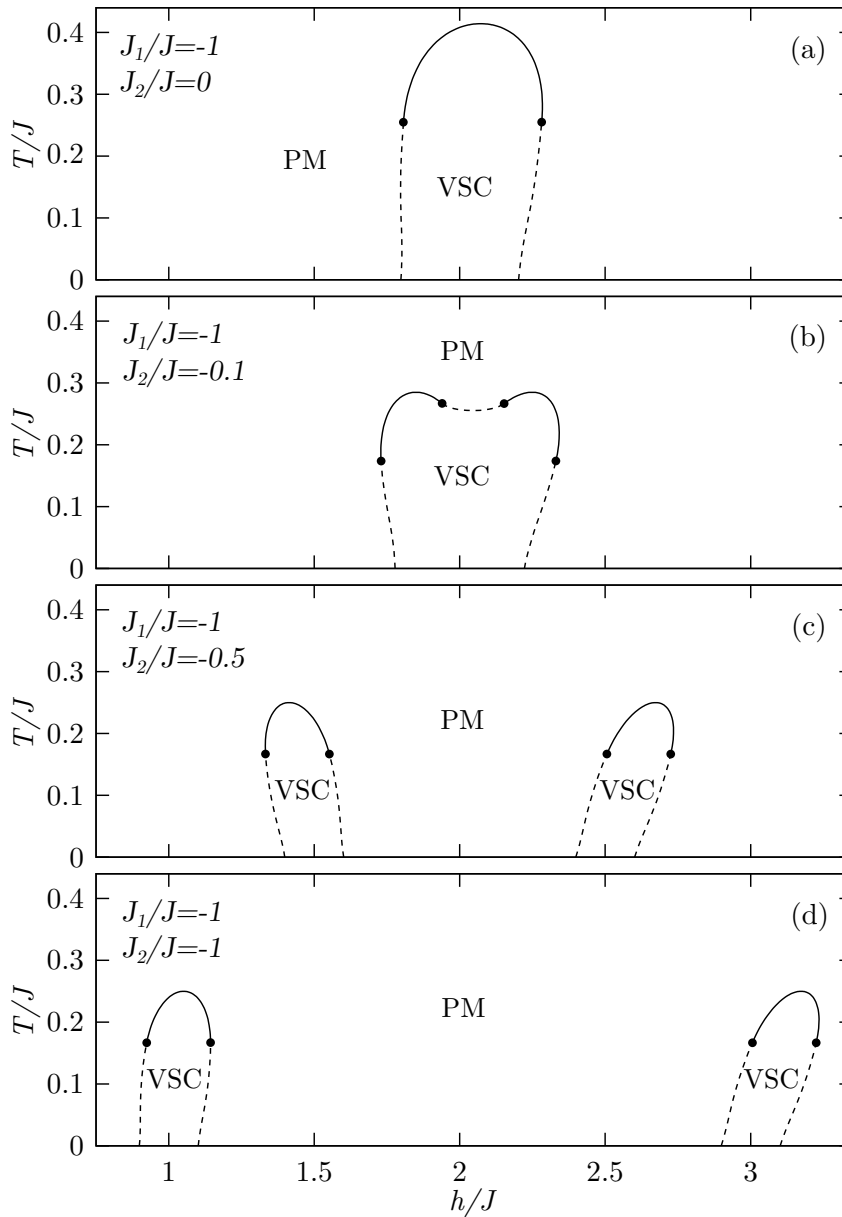 0.4
0.3
0.2
0.1
0
T/J
J1/J=-1
J2/J=0
(a)
PM
VSC
0.4
0.3
0.2
0.1
0
T/J
J1/J=-1
J2/J=-0.1
(b)
PM
VSC
0.4
0.3
0.2
0.1
0
T/J
J1/J=-1
J2/J=-0.5
(c)
PM
VSC
VSC
0.4
0.3
0.2
0.1
0
T/J
J1/J=-1
J2/J=-1
(d)
PM
VSC
VSC
1 1.5 2 2.5 3
h/J